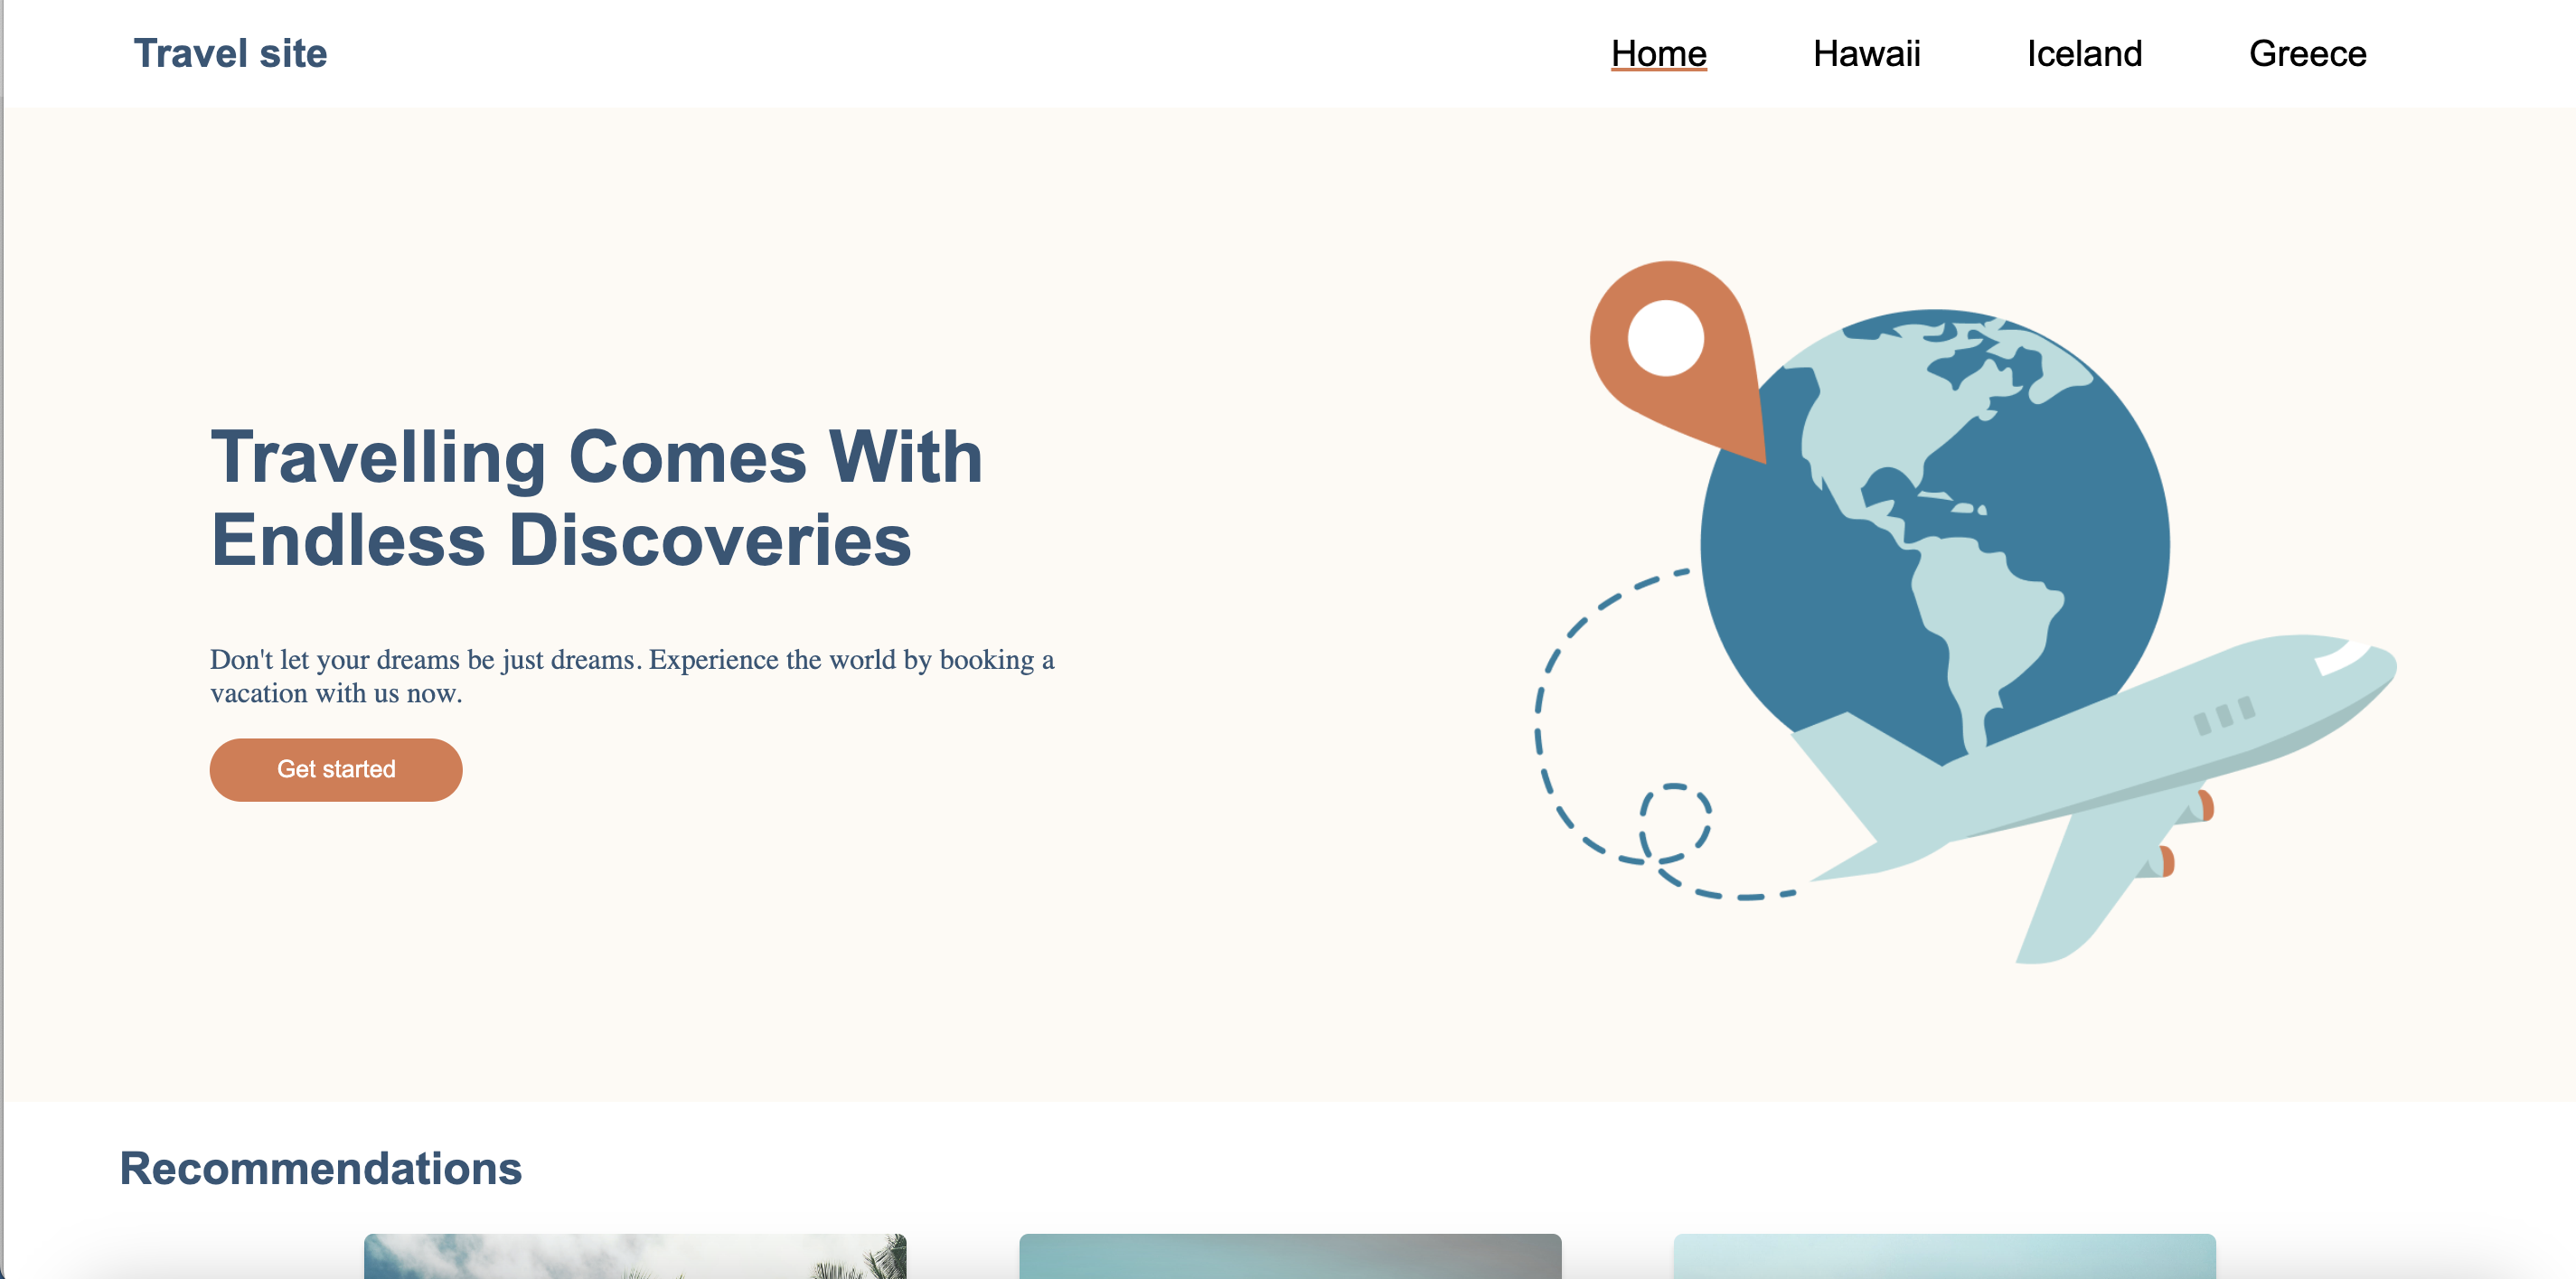 Travel site
Home
Hawaii
Iceland
Greece
Travelling Comes With
Endless Discoveries
Don't let your dreams be just dreams. Experience the world by booking a
vacation with us now.
Get started
Recommendations